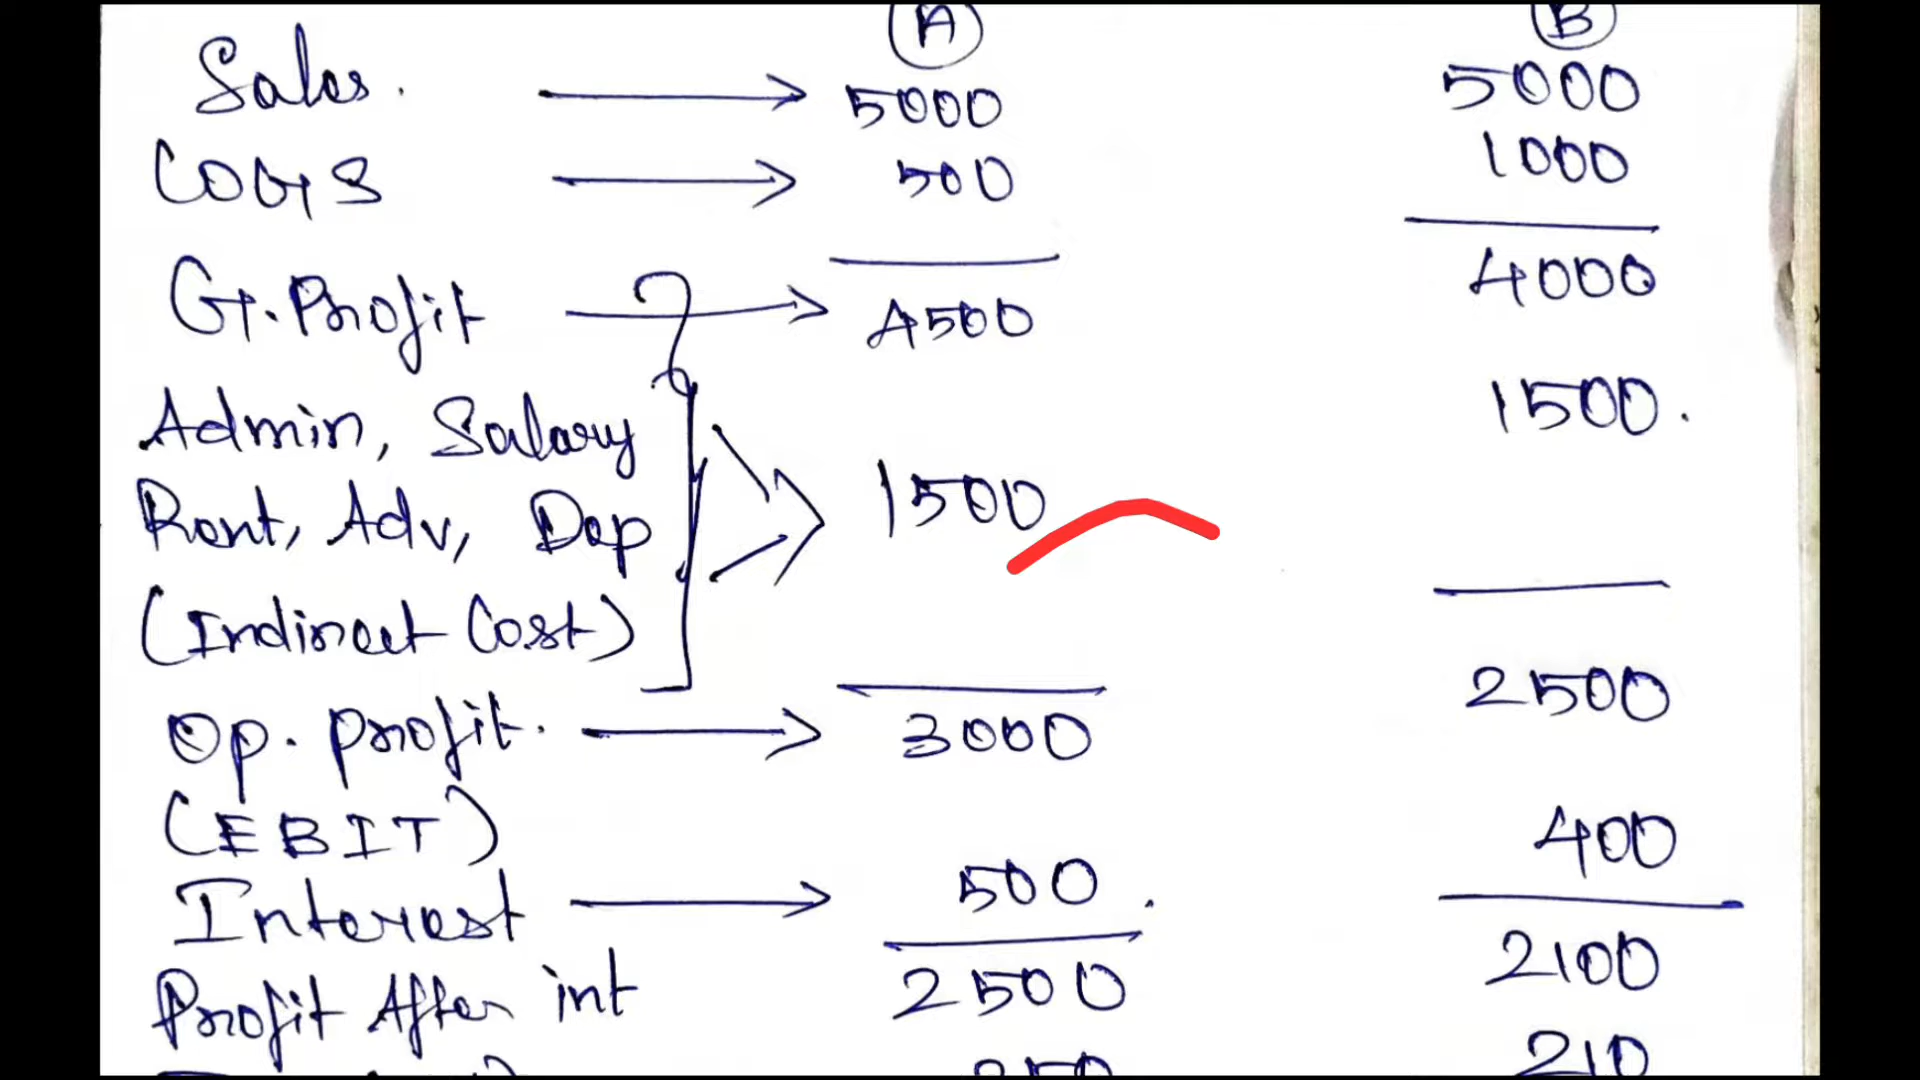 A B
Sales. 5000 5000
COGS 500 1000
G.Profit 4500 4000
Admin, Salary 1500.
Rent, Adv, Dep 1500
(Indirect Cost)
Op. profit. 3000 2500
(EBIT) 400
Interest 500.
Profit After int 2500 2100
210